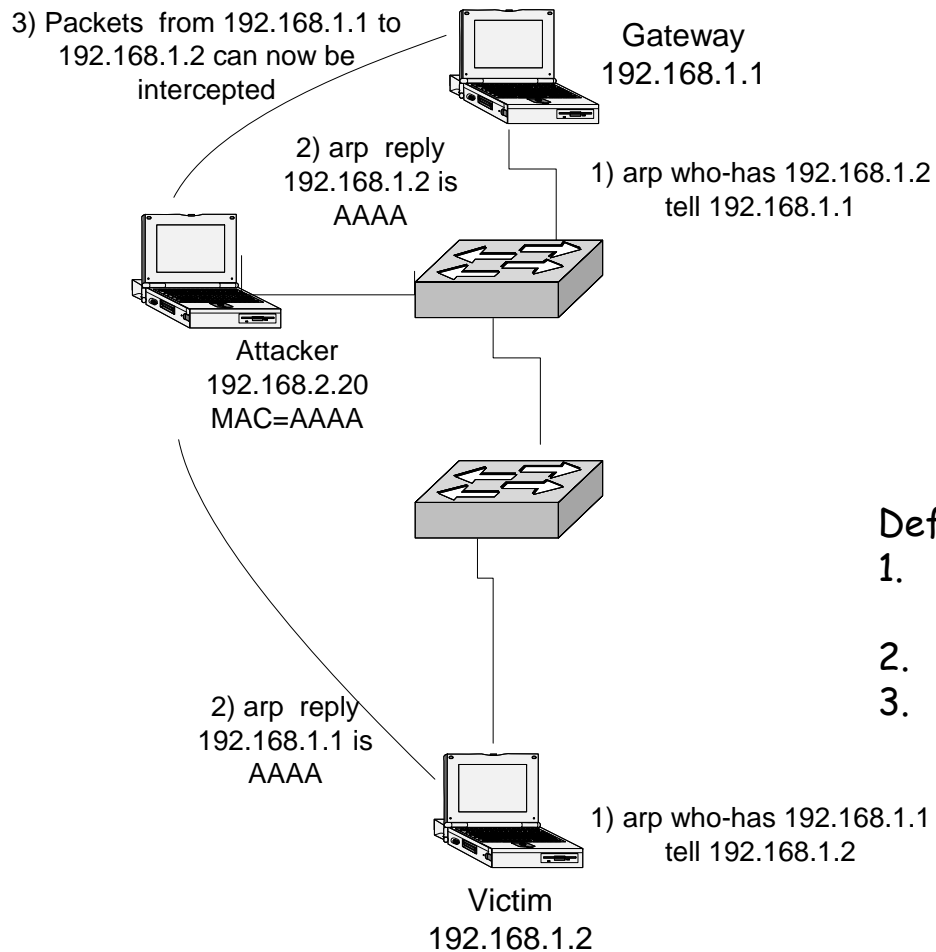 3) Packets from 192.168.1.1 to
192.168.1.2 can now be
intercepted
Gateway
192.168.1.1
2) arp reply
192.168.1.2 is
AAAA
1) arp who-has 192.168.1.2
tell 192.168.1.1
Attacker
192.168.2.20
MAC=AAAA
Def
1.
2.
3.
2) arp reply
192.168.1.1 is
AAAA
1) arp who-has 192.168.1.1
tell 192.168.1.2
Victim
192.168.1.2